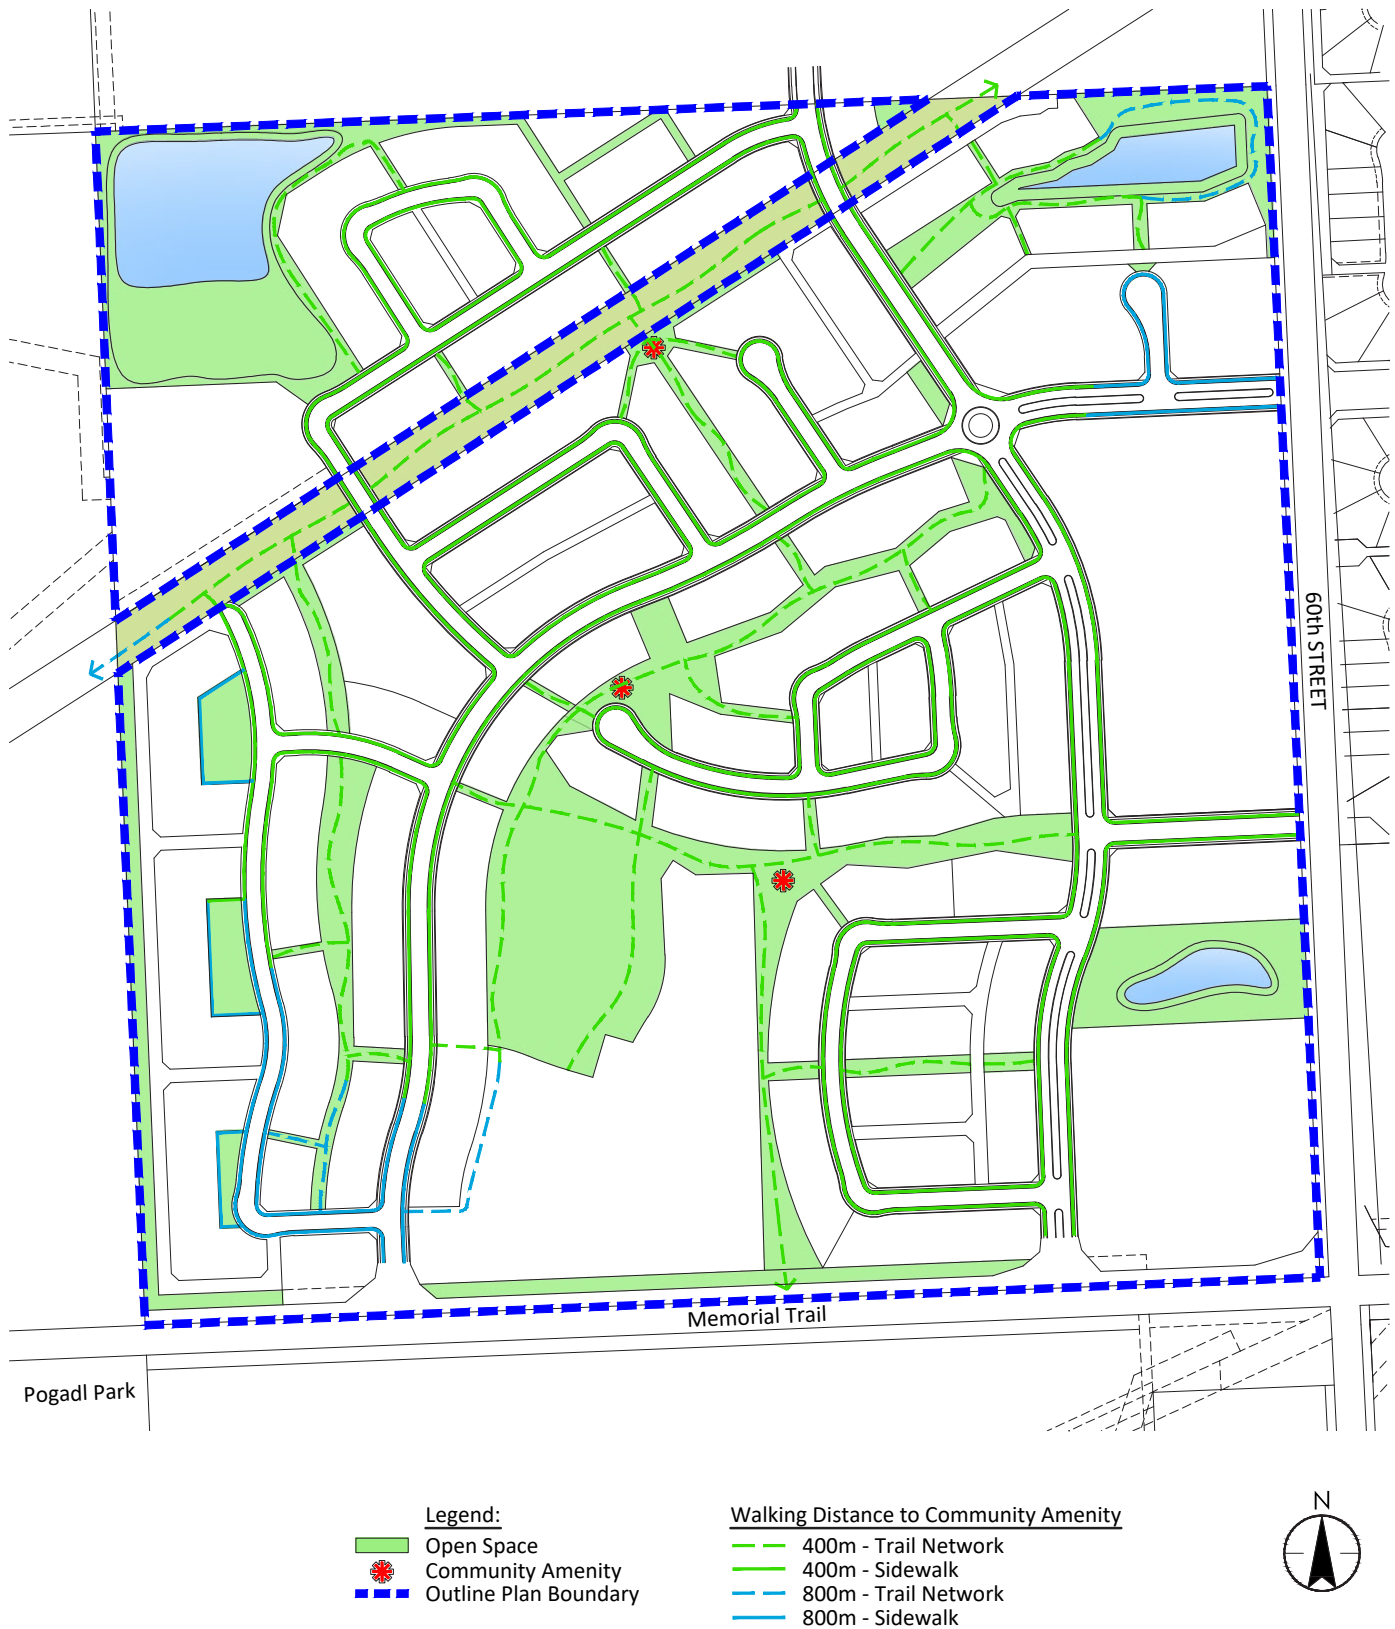 60th STREET
Memorial Trail
Pogadl Park
N
Legend:
Open Space
Community Amenity
Outline Plan Boundary
Walking Distance to Community Amenity
400m - Trail Network
400m - Sidewalk
800m - Trail Network
800m - Sidewalk